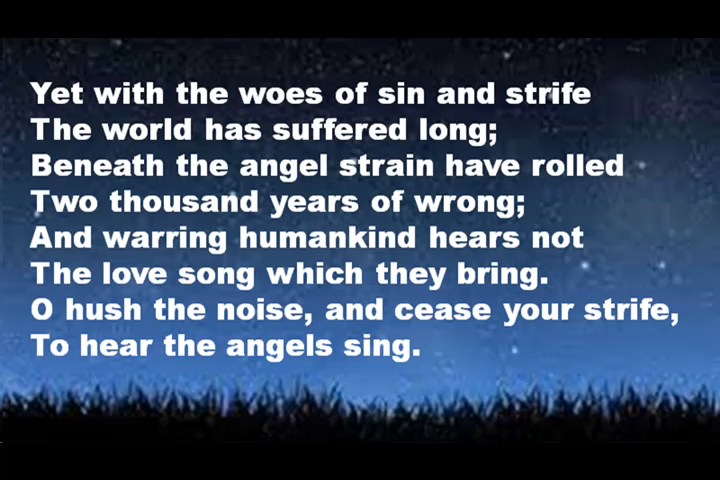 Yet with the woes of sin and strife
The world has suffered long;
Beneath the angel strain have rolled
Two thousand years of wrong;
And warring humankind hears not
The love song which they bring.
O hush the noise, and cease your strife,
To hear the angels sing.